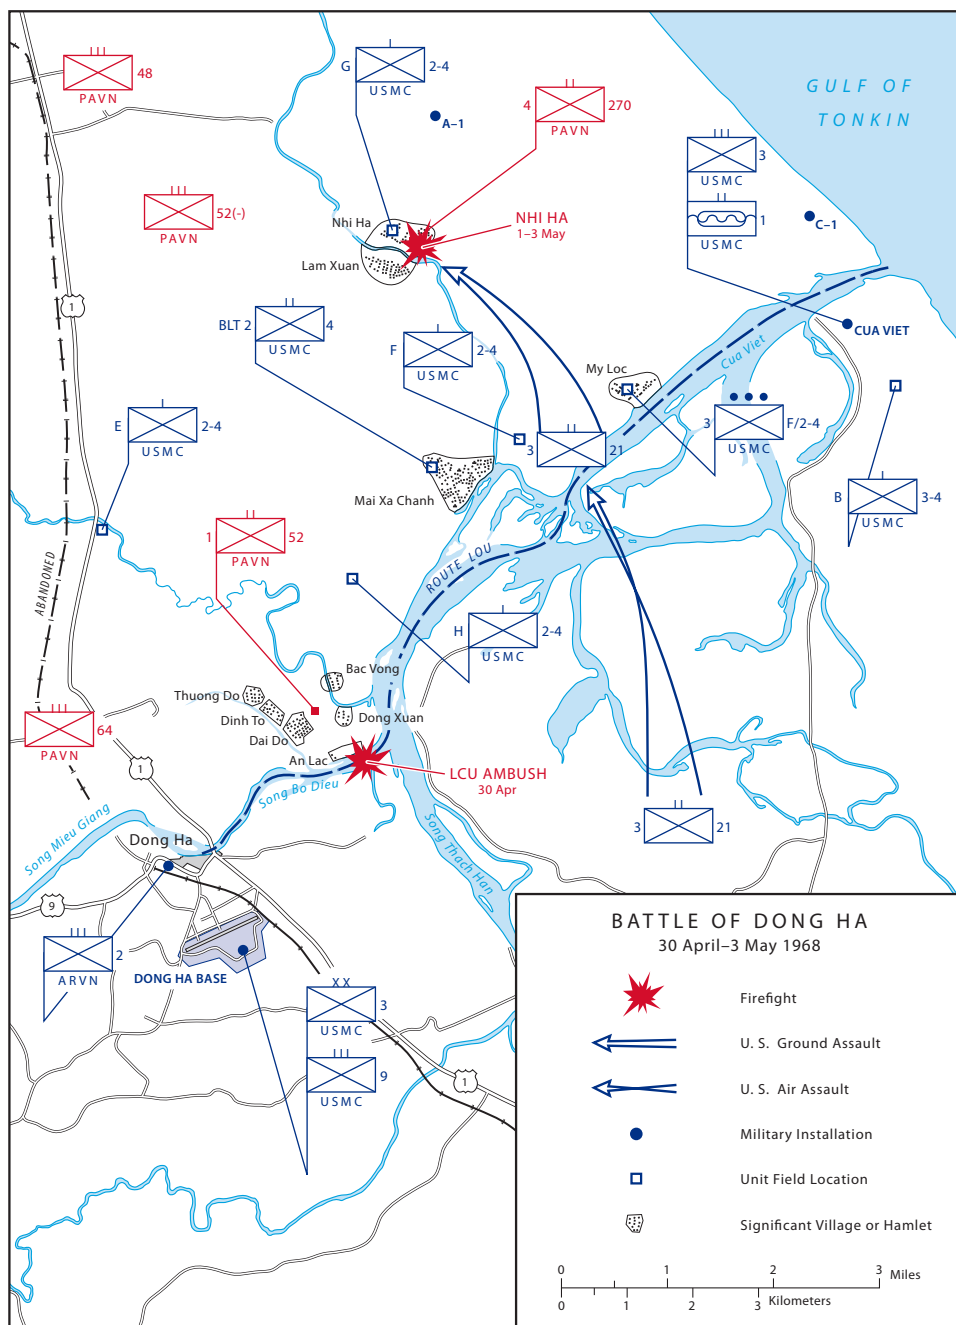 48
PAVN
G
2-4
USMC
A–1
4
270
PAVN
GULF OF
TONKIN
3
USMC
1
USMC
C–1
52(-)
PAVN
Nhi Ha
NHI HA
1–3 May
Lam Xuan
1
BLT 2
4
USMC
F
2-4
USMC
My Loc
Cua Viet
CUA VIET
E
2-4
USMC
3
21
3
F/2-4
USMC
B
3-4
USMC
Mai Xa Chanh
1
52
PAVN
ABANDONED
ROUTE LOU
H
2-4
USMC
Bac Vong
Thuong Do
Dinh To
Dong Xuan
Dai Do
An Lac
64
PAVN
1
LCU AMBUSH
30 Apr
Song Bo Dieu
Song Mieu Giang
Song Thach Han
3
21
Dong Ha
9
2
ARVN
DONG HA BASE
XX
3
USMC
9
USMC
1
BATTLE OF DONG HA
30 April–3 May 1968
Firefight
U. S. Ground Assault
U. S. Air Assault
Military Installation
Unit Field Location
Significant Village or Hamlet
0 1 2 3 Miles
0 1 2 3 Kilometers